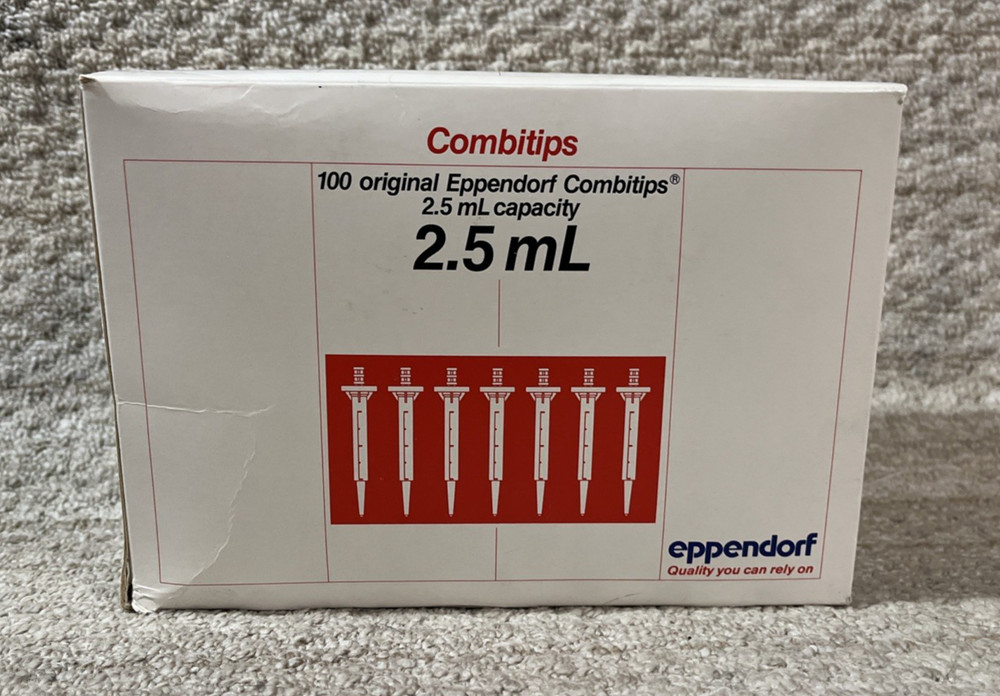 Combitips
100 original Eppendorf Combitips®
2.5 mL capacity
2.5 mL
eppendorf
Quality you can rely on